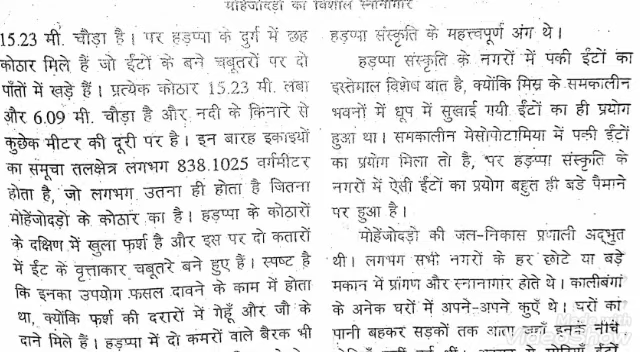 मोहेंजोदड़ो का विशाल स्नानागार
15.23 मी. चौड़ा है। पर हड़प्पा के दुर्ग में छह
कोठार मिले हैं जो ईंटों के बने चबूतरों पर दो
पाँतों में खड़े हैं। प्रत्येक कोठार 15.23 मी. लंबा
और 6.09 मी. चौड़ा है और नदी के किनारे से
कुछेक मीटर की दूरी पर है। इन बारह इकाइयों
का समूचा तलक्षेत्र लगभग 838.1025 वर्गमीटर
होता है, जो लगभग उतना ही होता है जितना
मोहेंजोदड़ो के कोठार का है। हड़प्पा के कोठारों
के दक्षिण में खुला फर्श है और इस पर दो कतारों
में ईंट के वृत्ताकार चबूतरे बने हुए हैं। स्पष्ट है
कि इनका उपयोग फसल दावने के काम में होता
था, क्योंकि फर्श की दरारों में गेहूँ और जौ के
दाने मिले हैं। हड़प्पा में दो कमरों वाले बैरक भी
हड़प्पा संस्कृति के महत्त्वपूर्ण अंग थे।
हड़प्पा संस्कृति के नगरों में पकी ईंटों का
इस्तेमाल विशेष बात है, क्योंकि मिस्र के समकालीन
भवनों में धूप में सुखाई गयी ईंटों का ही प्रयोग
हुआ था। समकालीन मेसोपोटामिया में पक्की ईंटों
का प्रयोग मिला तो है, पर हड़प्पा संस्कृति के
नगरों में ऐसी ईंटों का प्रयोग बहुत ही बडे पैमाने
पर हुआ है।
मोहेंजोदड़ो की जल-निकास प्रणाली अद्भुत
थी। लगभग सभी नगरों के हर छोटे या बड़े
मकान में प्रांगण और स्नानागार होते थे। कालीबंगा
के अनेक घरों में अपने-अपने कुएँ थे। घरों का
पानी बहकर सड़कों तक आता जहाँ इनके नीचे